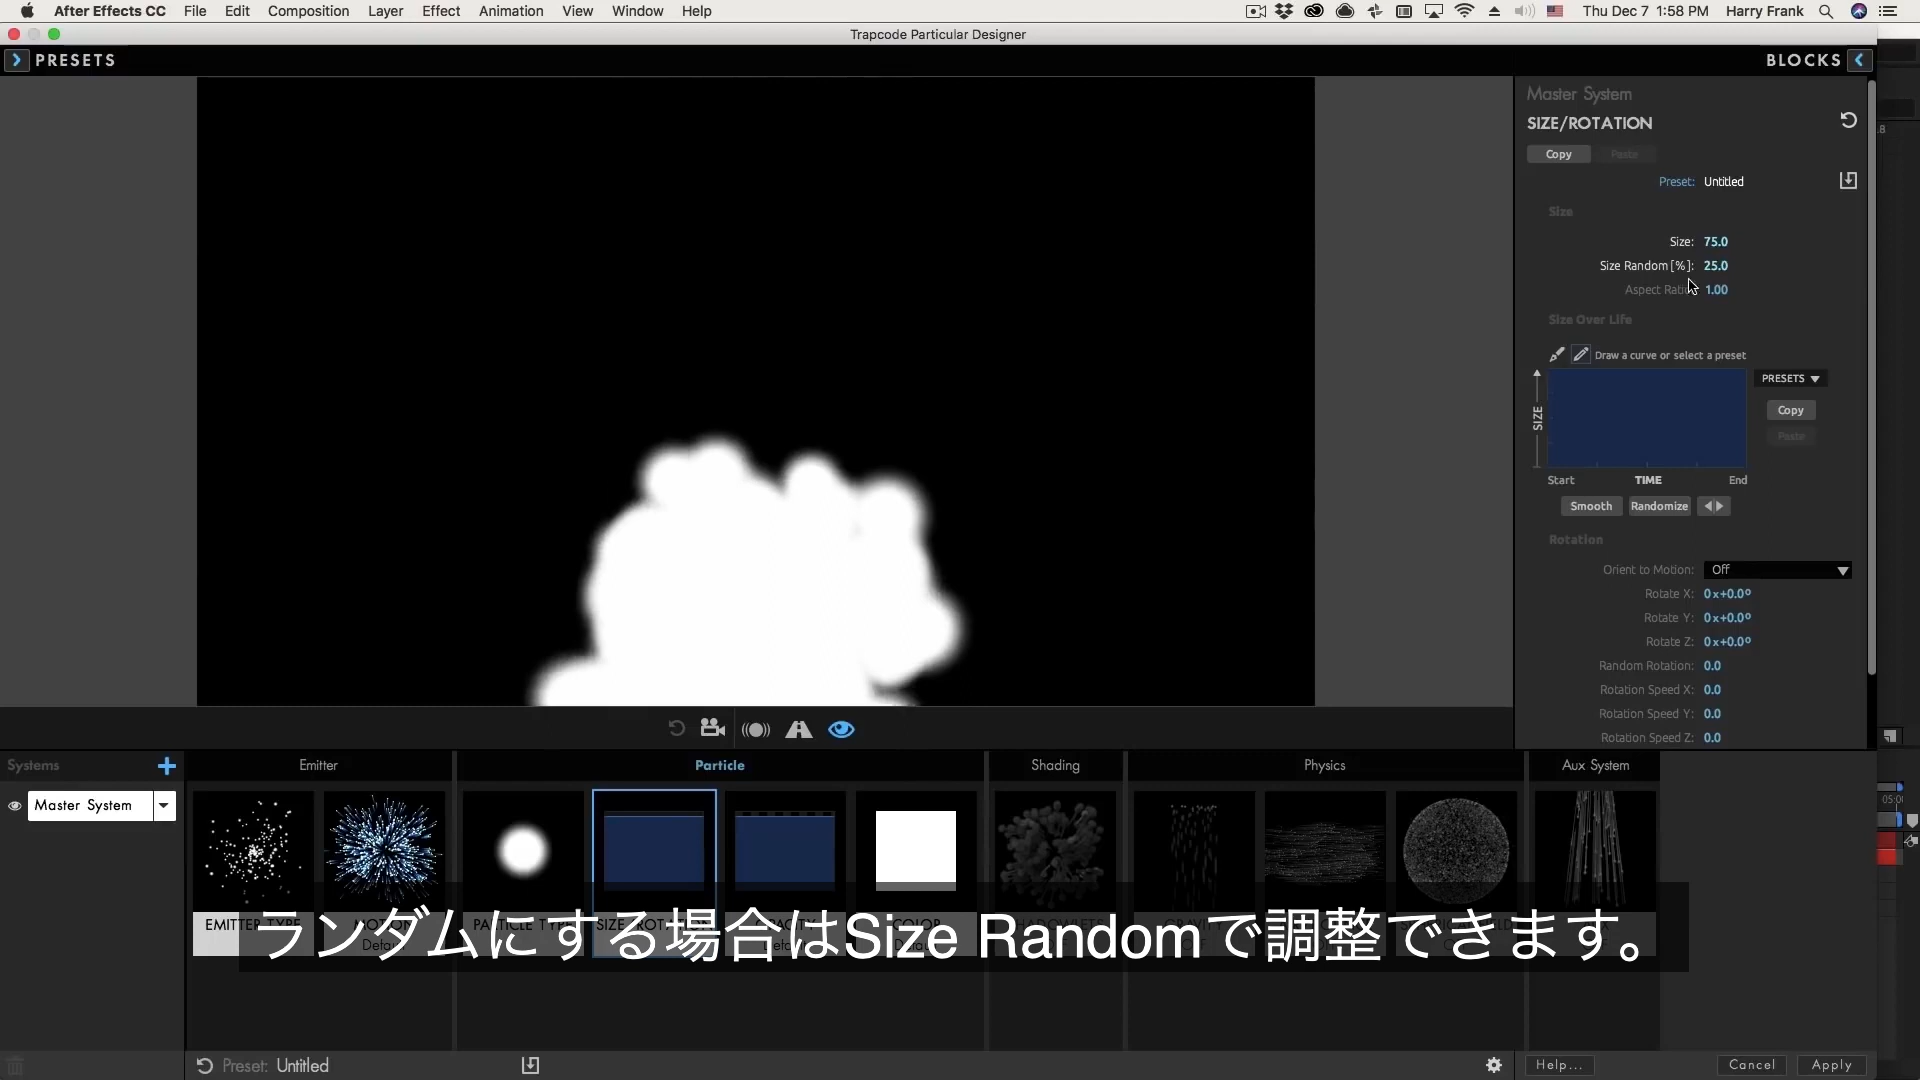 After Effects CC File Edit Composition Layer Effect Animation View Window Help Thu Dec 7 1:58 PM Harry Frank
Trapcode Particular Designer
PRESETS
BLOCKS
Master System
SIZE/ROTATION
Copy Paste
Preset: Untitled
Size
Size: 75.0
Size Random [%]: 25.0
Aspect 1.00
Size Over Life
Draw a curve or select a preset
PRESETS
SIZE
Copy
Paste
Start TIME End
Smooth Randomize
Rotation
Orient to Motion: Off
Rotate X: 0x+0.0°
Rotate Y: 0x+0.0°
Rotate Z: 0x+0.0°
Random Rotation: 0.0
Rotation Speed X: 0.0
Rotation Speed Y: 0.0
Rotation Speed Z: 0.0
Systems
Emitter
Particle
Shading
Physics
Aux System
Master System
ランダムにする場合はSize Randomで調整できます。
Preset: Untitled
Help... Cancel Apply